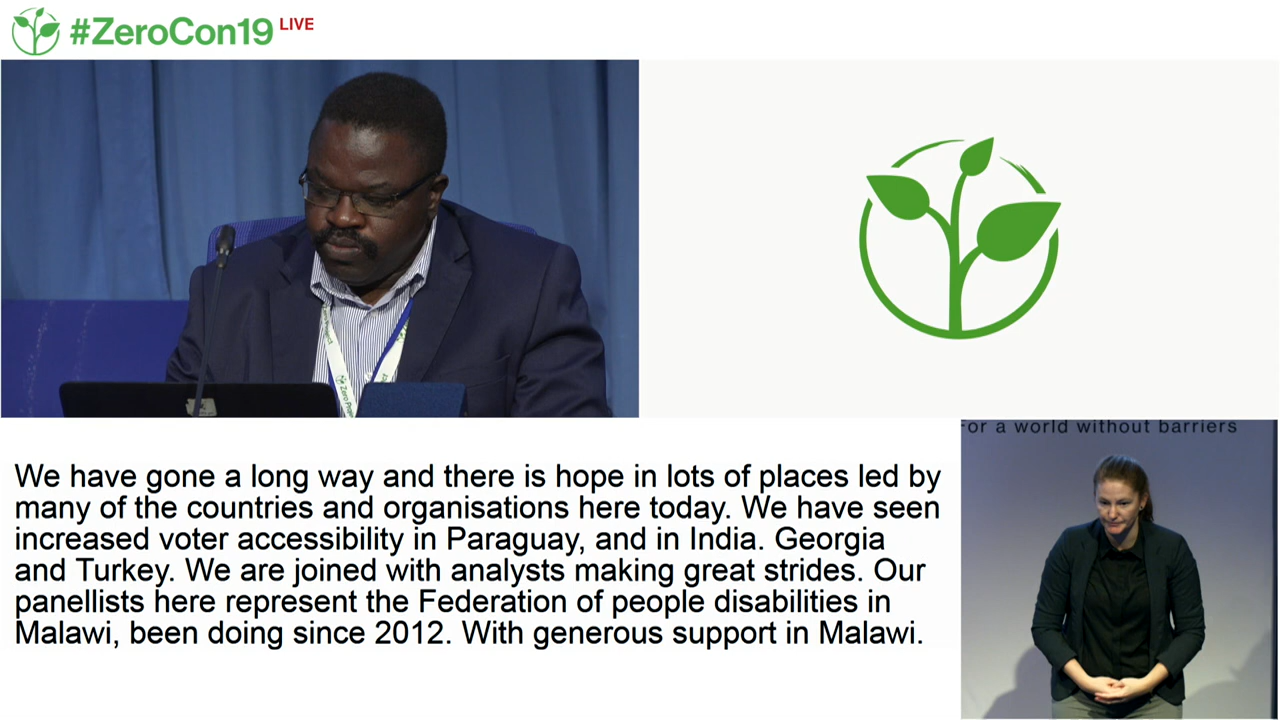 #ZeroCon19 LIVE
We have gone a long way and there is hope in lots of places led by
many of the countries and organisations here today. We have seen
increased voter accessibility in Paraguay, and in India. Georgia
and Turkey. We are joined with analysts making great strides. Our
panellists here represent the Federation of people disabilities in
Malawi, been doing since 2012. With generous support in Malawi.
For a world without barriers